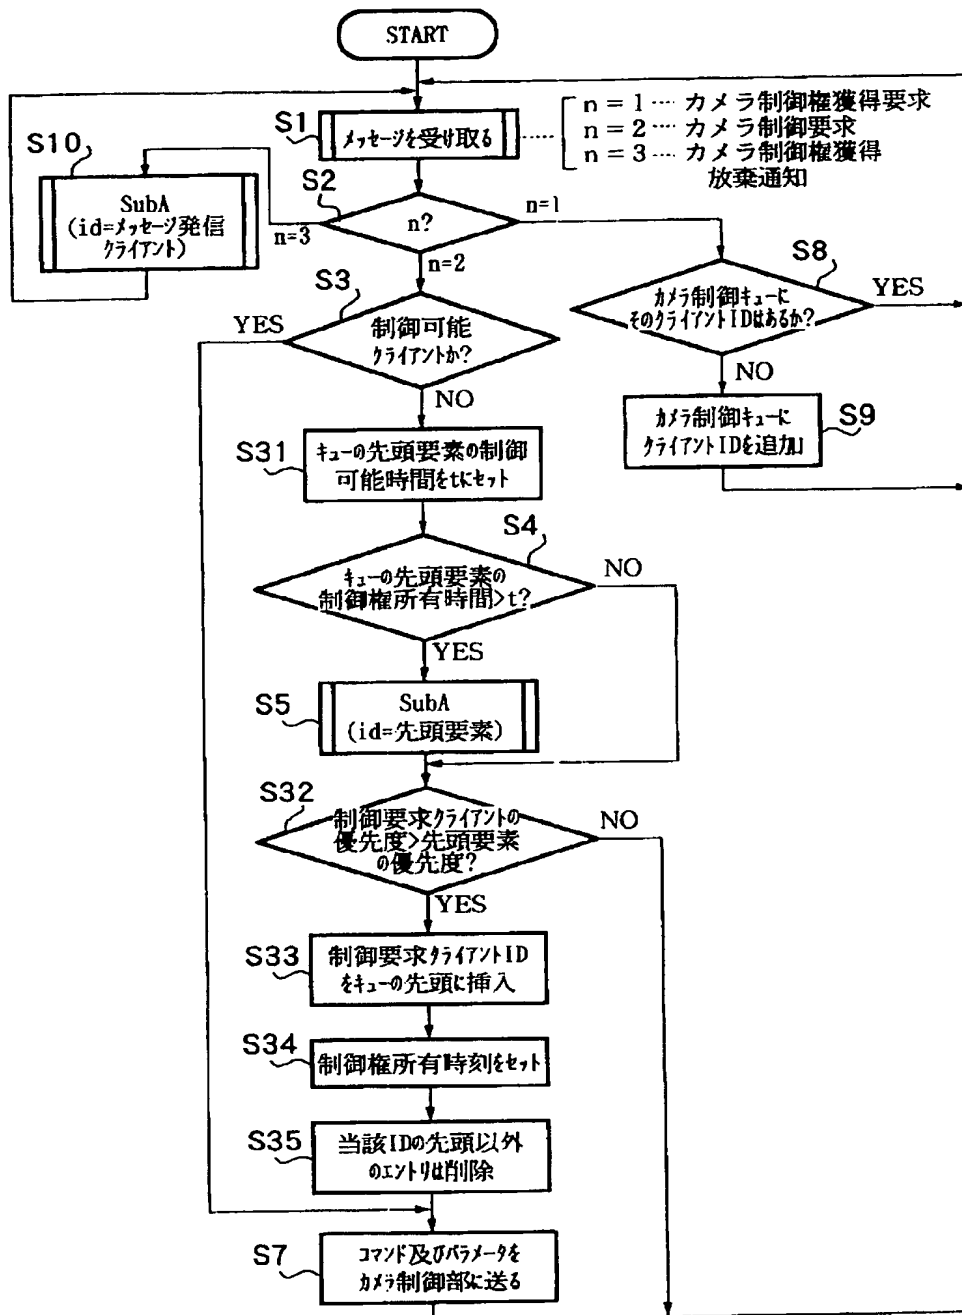 START
S1
メッセージを受け取る
n = 1 ···· カメラ制御権獲得要求
n = 2 ···· カメラ制御要求
n = 3 ···· カメラ制御権獲得
放棄通知
S10
SubA
(id=メッセージ発信
クライアント)
S2
n?
n=1
n=3
n=2
S8
カメラ制御キューに
そのクライアントIDはあるか?
YES
NO
S9
カメラ制御キューに
クライアントIDを追加
S3
YES
制御可能
クライアントか?
NO
S31
キューの先頭要素の制御
可能時間をtにセット
S4
キューの先頭要素の
制御権所有時間>t?
NO
YES
S5
SubA
(id=先頭要素)
S32
制御要求クライアントの
優先度>先頭要素
の優先度?
NO
YES
S33
制御要求クライアントID
をキューの先頭に挿入
S34
制御権所有時刻をセット
S35
当該IDの先頭以外
のエントリは削除
S7
コマンド及びパラメータを
カメラ制御部に送る